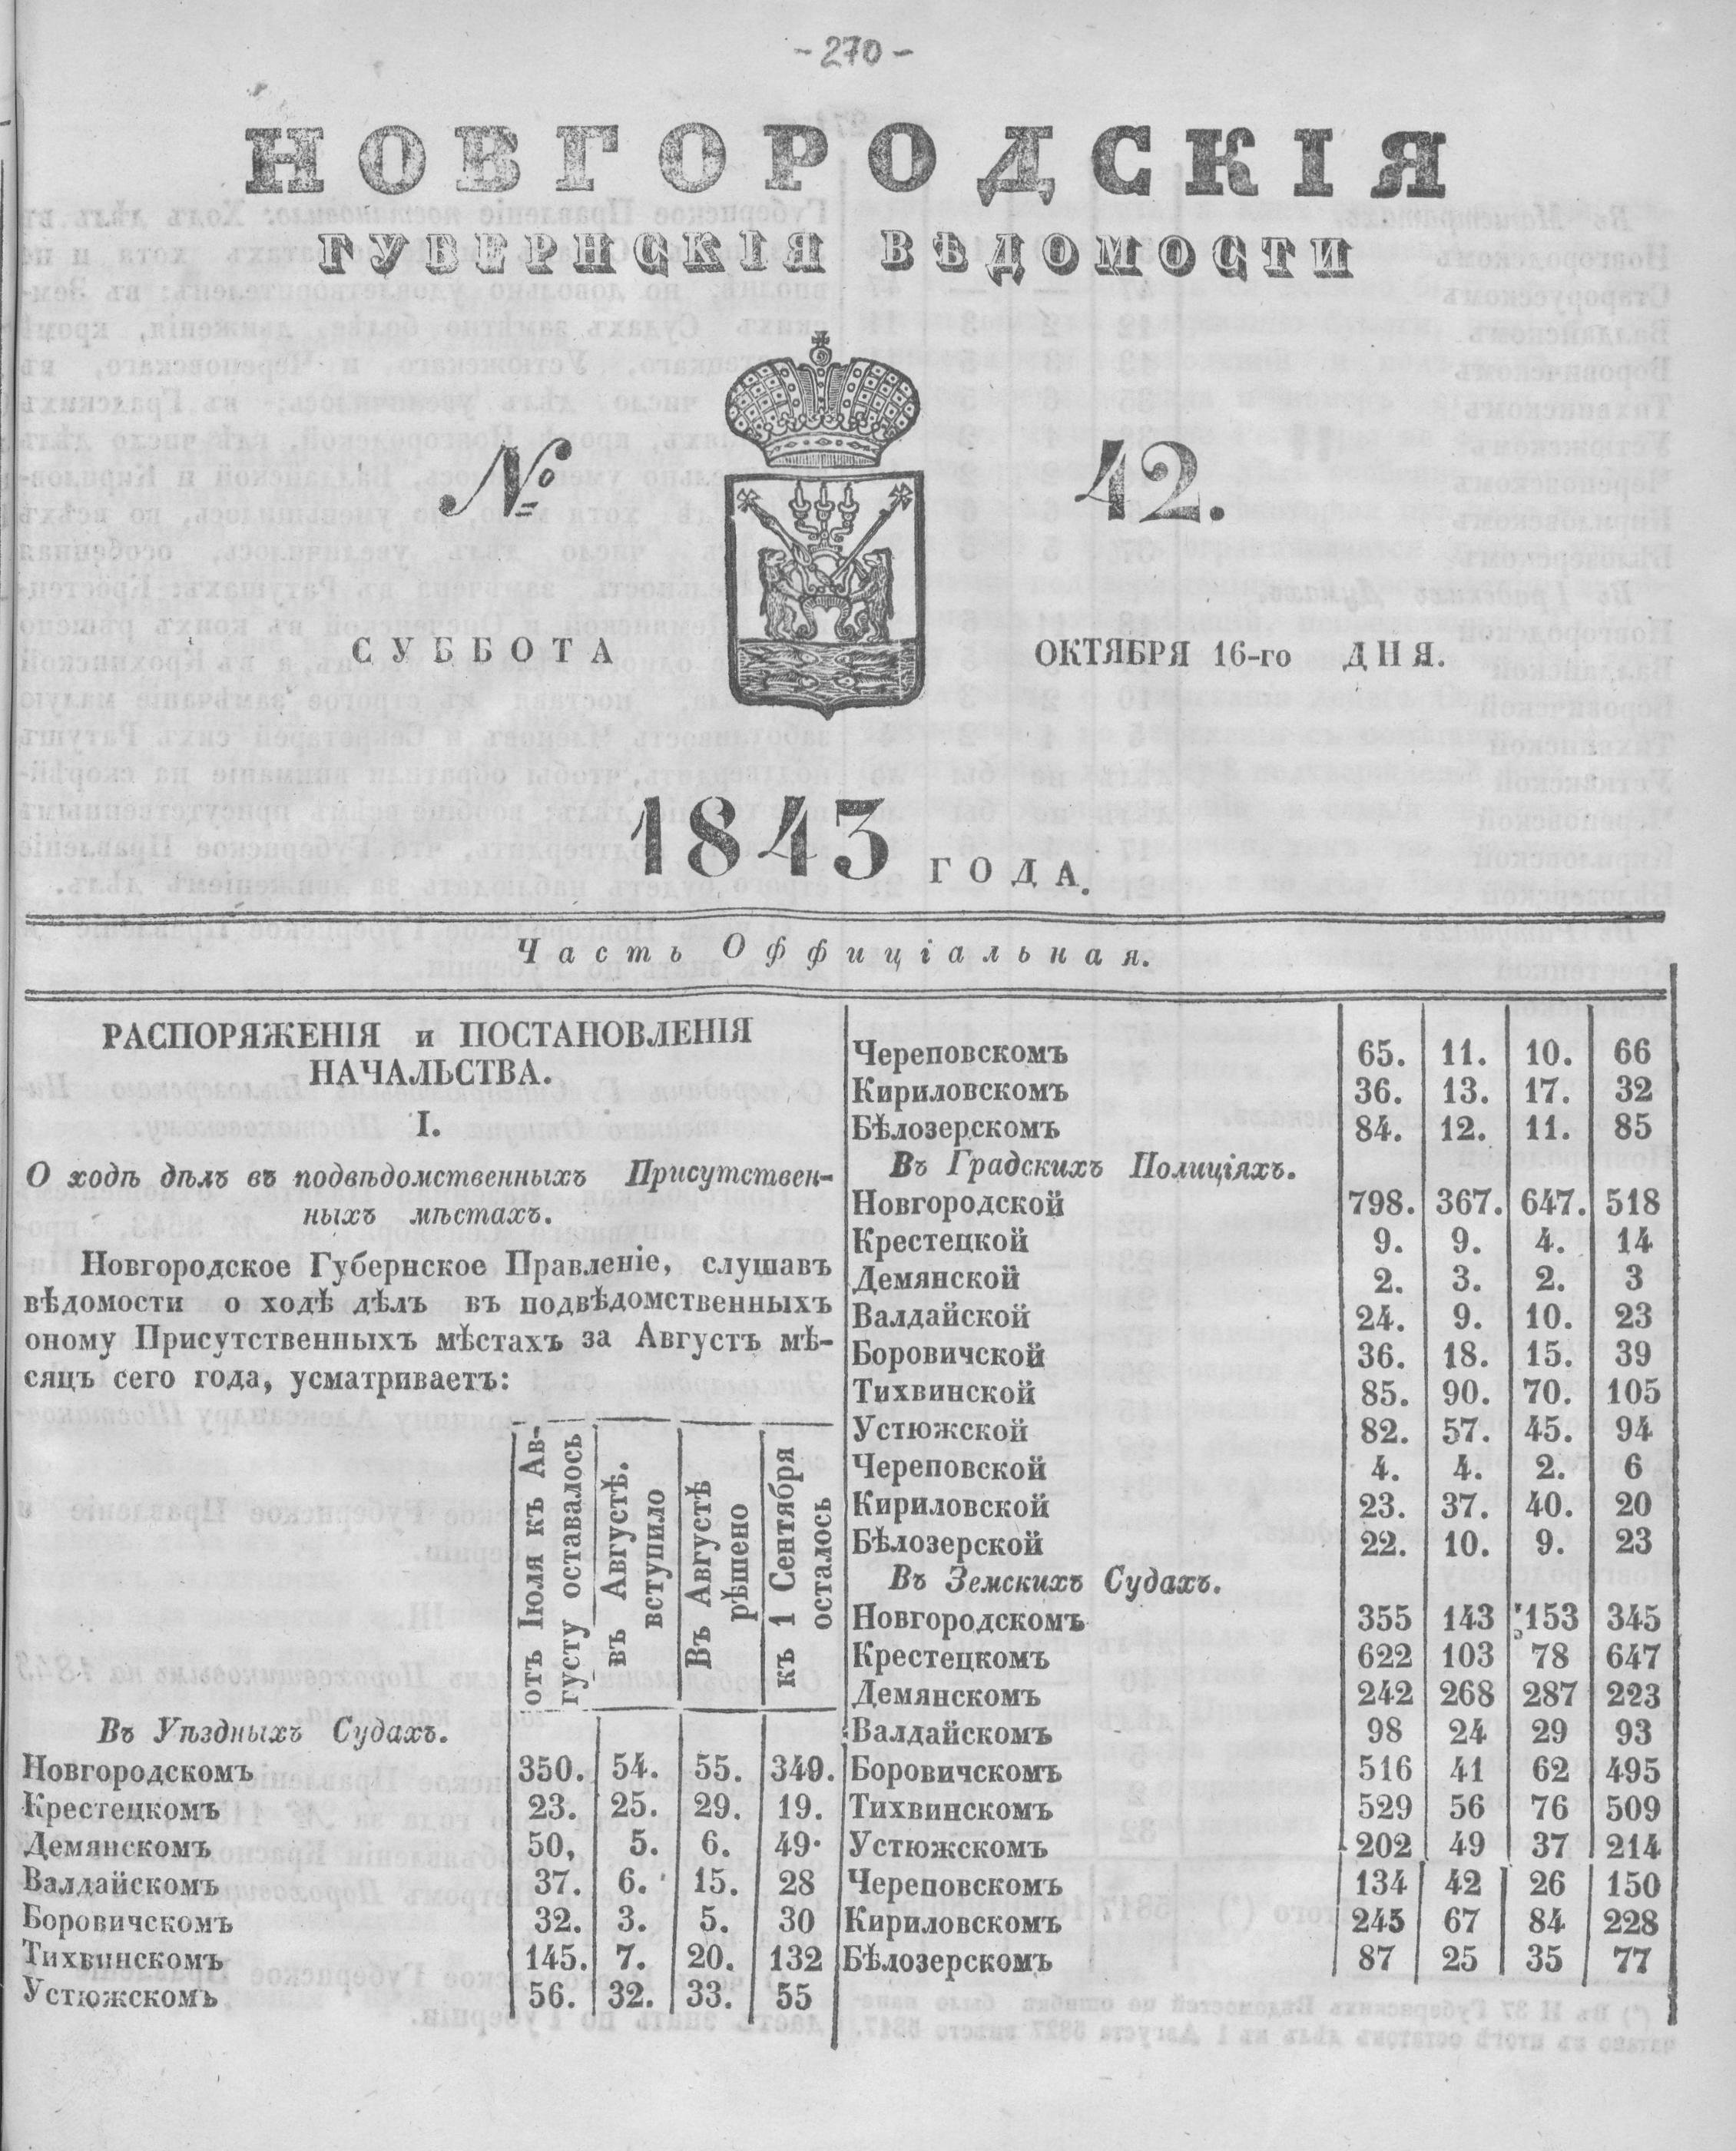 -270-
НОВГОРОДСКІЯ
ГУБЕРНСКІЯ ВѢДОМОСТИ
№ 42.
СУББОТА ОКТЯБРЯ 16-го ДНЯ.
1843 ГОДА.
Часть Оффиціальная.
РАСПОРЯЖЕНІЯ и ПОСТАНОВЛЕНІЯ
НАЧАЛЬСТВА.
I.
О ходѣ дѣлъ въ подвѣдомственныхъ Присутствен-
ныхъ мѣстахъ.
Новгородское Губернское Правленіе, слушавъ
вѣдомости о ходѣ дѣлъ въ подвѣдомственныхъ
оному Присутственныхъ мѣстахъ за Августъ мѣ-
сяцъ сего года, усматриваетъ:
отъ Іюля къ Ав-
густу оставалось
въ Августѣ.
вступило
Въ Августѣ
рѣшено
къ 1 Сентября
осталось
Въ Уѣздныхъ Судахъ.
Новгородскомъ 350. 54. 55. 349.
Крестецкомъ 23. 25. 29. 19.
Демянскомъ 50, 5. 6. 49.
Валдайскомъ 37. 6. 15. 28
Боровичскомъ 32. 3. 5. 30
Тихвинскомъ 145. 7. 20. 132
Устюжскомъ 56. 32. 33. 55
Череповскомъ 65. 11. 10. 66
Кириловскомъ 36. 13. 17. 32
Бѣлозерскомъ 84. 12. 11. 85
Въ Градскихъ Полиціяхъ.
Новгородской 798. 367. 647. 518
Крестецкой 9. 9. 4. 14
Демянской 2. 3. 2. 3
Валдайской 24. 9. 10. 23
Боровичской 36. 18. 15. 39
Тихвинской 85. 90. 70. 105
Устюжской 82. 57. 45. 94
Череповской 4. 4. 2. 6
Кириловской 23. 37. 40. 20
Бѣлозерской 22. 10. 9. 23
Въ Земскихъ Судахъ.
Новгородскомъ 355 143 153 345
Крестецкомъ 622 103 78 647
Демянскомъ 242 268 287 223
Валдайскомъ 98 24 29 93
Боровичскомъ 516 41 62 495
Тихвинскомъ 529 56 76 509
Устюжскомъ 202 49 37 214
Череповскомъ 134 42 26 150
Кириловскомъ 245 67 84 228
Бѣлозерскомъ 87 25 35 77